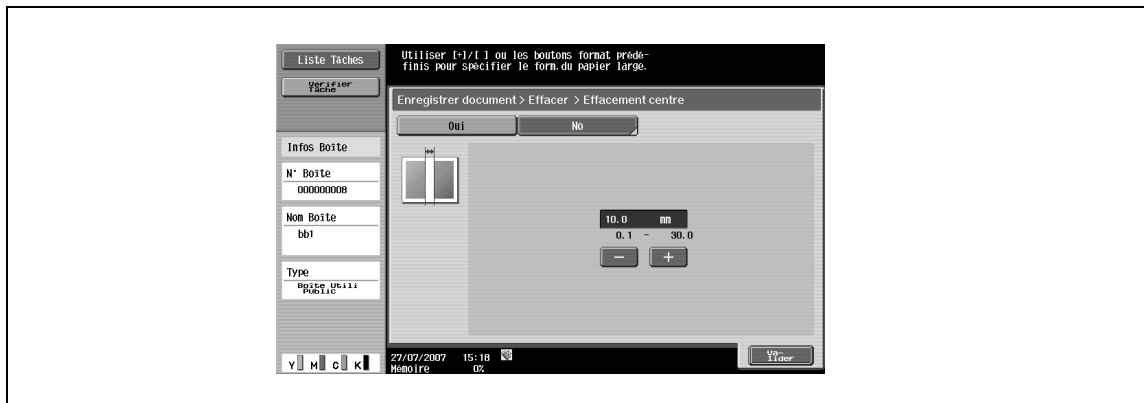 Liste Tâches
Utiliser [+]/[ ] ou les boutons format prédé-
finis pour spécifier le form.du papier large.
Vérifier
Tâche
Enregistrer document > Effacer > Effacement centre
Oui
No
Infos Boîte
N° Boîte
000000008
Nom Boîte
bb1
Type
Boîte Utili
Public
10.0 mm
0.1 - 30.0
− +
Va-
lider
27/07/2007 15:18
Mémoire 0%
Y M C K